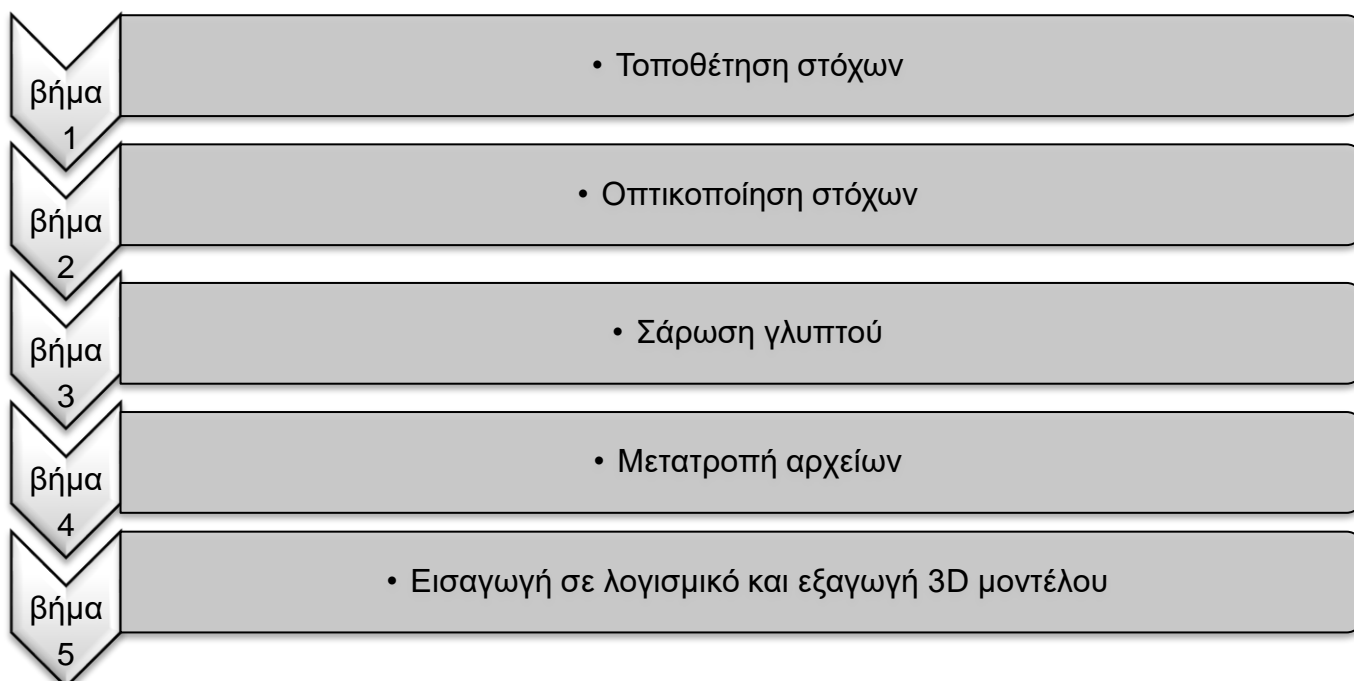 βήμα
1
• Τοποθέτηση στόχων
βήμα
2
• Οπτικοποίηση στόχων
βήμα
3
• Σάρωση γλυπτού
βήμα
4
• Μετατροπή αρχείων
βήμα
5
• Εισαγωγή σε λογισμικό και εξαγωγή 3D μοντέλου